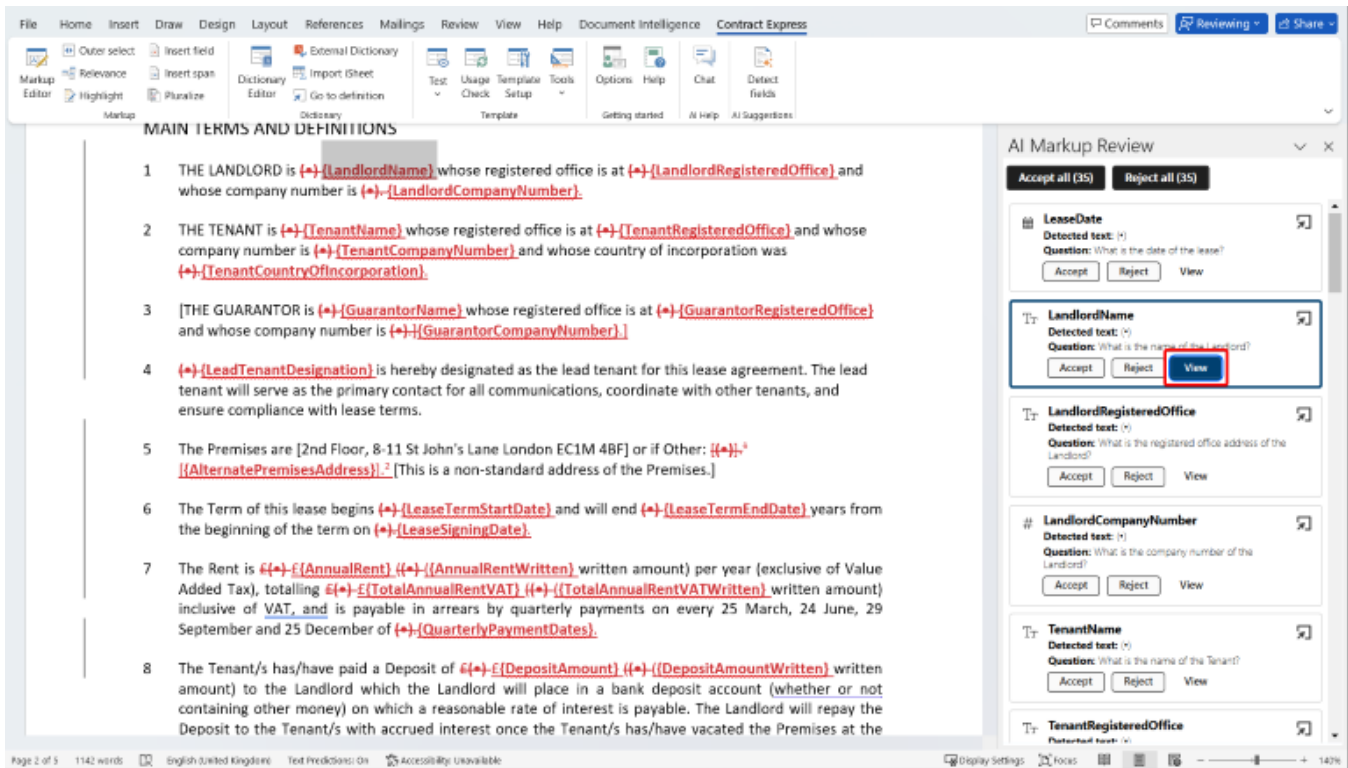 File Home Insert Draw Design Layout References Mailings Review View Help Document Intelligence Contract Express
Comments Reviewing Share
Markup Editor
Outer select
Relevance
Highlight
Insert field
Insert span
Pluralize
Markup
Dictionary Editor
External Dictionary
Import iSheet
Go to definition
Dictionary
Test
Usage Check
Template Setup
Tools
Template
Options
Help
Getting started
Chat
AI Help
Detect fields
AI Suggestions
MAIN TERMS AND DEFINITIONS
1 THE LANDLORD is {•} {LandlordName} whose registered office is at {•} {LandlordRegisteredOffice} and
whose company number is {•}. {LandlordCompanyNumber}.
2 THE TENANT is {•} {TenantName} whose registered office is at {•} {TenantRegisteredOffice} and whose
company number is {•} {TenantCompanyNumber} and whose country of incorporation was
{•}.{TenantCountryOfIncorporation}.
3 [THE GUARANTOR is {•} {GuarantorName} whose registered office is at {•} {GuarantorRegisteredOffice}
and whose company number is {•}.]{GuarantorCompanyNumber}.]
4 {•} {LeadTenantDesignation} is hereby designated as the lead tenant for this lease agreement. The lead
tenant will serve as the primary contact for all communications, coordinate with other tenants, and
ensure compliance with lease terms.
5 The Premises are [2nd Floor, 8-11 St John's Lane London EC1M 4BF] or if Other: [{•}].
[{AlternatePremisesAddress}].² [This is a non-standard address of the Premises.]
6 The Term of this lease begins {•} {LeaseTermStartDate} and will end {•} {LeaseTermEndDate} years from
the beginning of the term on {•}.{LeaseSigningDate}.
7 The Rent is £{•} £{AnnualRent} ({•} ({AnnualRentWritten} written amount) per year (exclusive of Value
Added Tax), totalling £{•} £{TotalAnnualRentVAT} ({•} ({TotalAnnualRentVATWritten} written amount)
inclusive of VAT, and is payable in arrears by quarterly payments on every 25 March, 24 June, 29
September and 25 December of {•}.{QuarterlyPaymentDates}.
8 The Tenant/s has/have paid a Deposit of £{•} £{DepositAmount} ({•} ({DepositAmountWritten} written
amount) to the Landlord which the Landlord will place in a bank deposit account (whether or not
containing other money) on which a reasonable rate of interest is payable. The Landlord will repay the
Deposit to the Tenant/s with accrued interest once the Tenant/s has/have vacated the Premises at the
AI Markup Review
Accept all (35) Reject all (35)
LeaseDate
Detected text: {•}
Question: What is the date of the lease?
Accept Reject View
Tт LandlordName
Detected text: {•}
Question: What is the name of the Landlord?
Accept Reject View
Tт LandlordRegisteredOffice
Detected text: {•}
Question: What is the registered office address of the
Landlord?
Accept Reject View
# LandlordCompanyNumber
Detected text: {•}
Question: What is the company number of the
Landlord?
Accept Reject View
Tт TenantName
Detected text: {•}
Question: What is the name of the Tenant?
Accept Reject View
Tт TenantRegisteredOffice
Detected text: {•}
Page 2 of 5 1142 words English (United Kingdom) Text Predictions: On Accessibility: Unavailable Display Settings Focus 140%